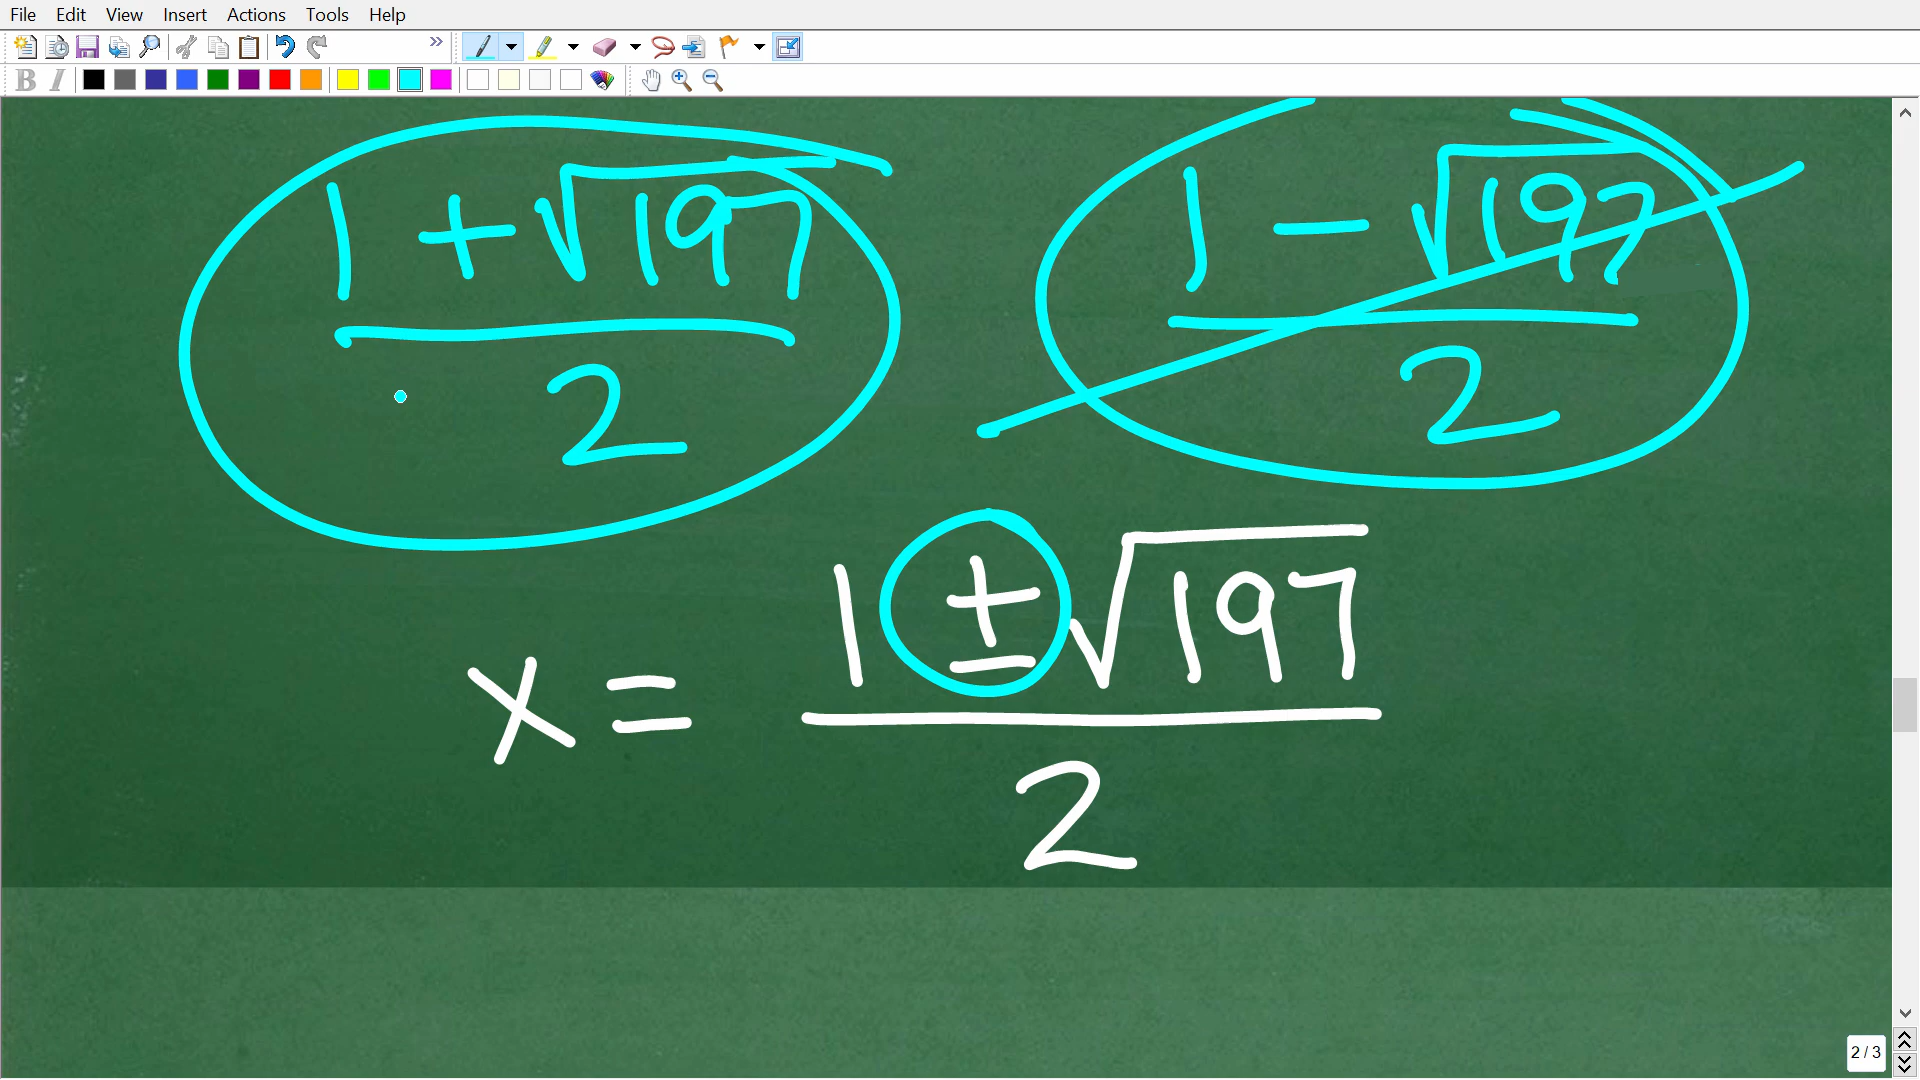 File Edit View Insert Actions Tools Help
B I
1 + √197
2
1 - √197
2
x = 1 ± √197
2
2 / 3